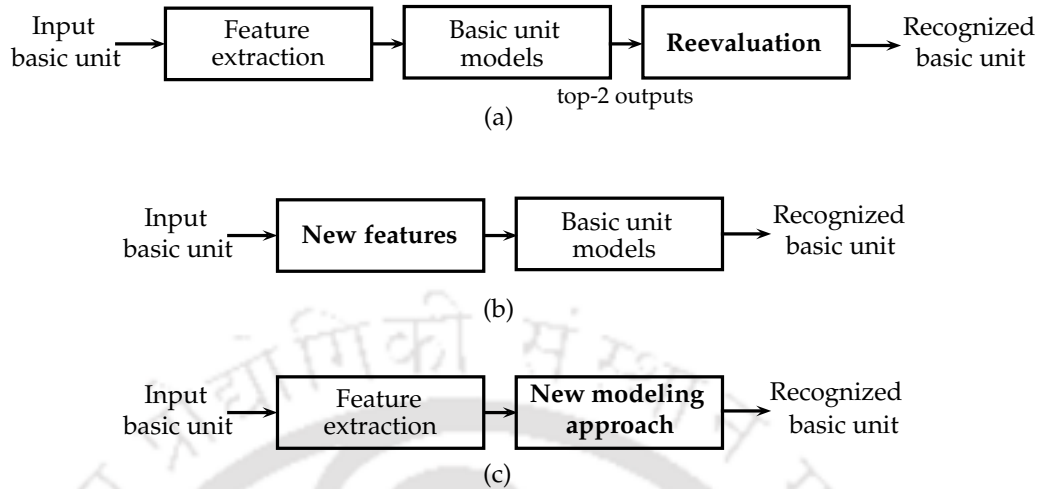 Input
basic unit
Feature
extraction
Basic unit
models
Reevaluation
Recognized
basic unit
top-2 outputs
(a)
Input
basic unit
New features
Basic unit
models
Recognized
basic unit
(b)
Input
basic unit
Feature
extraction
New modeling
approach
Recognized
basic unit
(c)